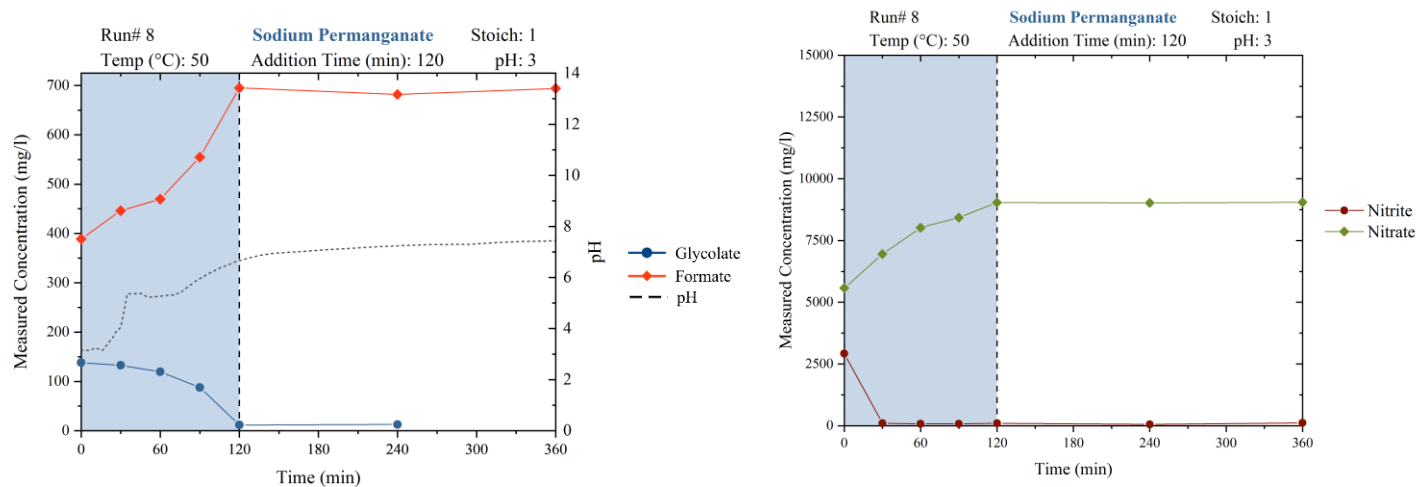 Run# 8 Sodium Permanganate Stoich: 1
Temp (°C): 50 Addition Time (min): 120 pH: 3
700
600
500
400
300
200
100
0
Measured Concentration (mg/l)
14
12
10
8
6
4
2
0
pH
0 60 120 180 240 300 360
Time (min)
Glycolate
Formate
pH
Run# 8 Sodium Permanganate Stoich: 1
Temp (°C): 50 Addition Time (min): 120 pH: 3
15000
12500
10000
7500
5000
2500
0
Measured Concentration (mg/l)
0 60 120 180 240 300 360
Time (min)
Nitrite
Nitrate